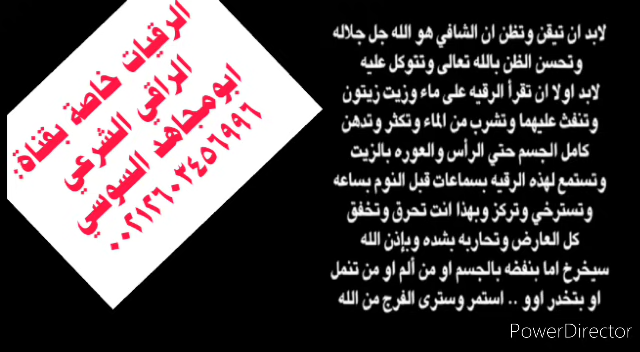 الرقيات خاصة بقناة
الراقي الشرعي
ابومجاهد السوسي
٠٠٢١٢٦٠٣٤٥٦٩٩٦
لابد ان تيقن وتظن ان الشافي هو الله جل جلاله
وتحسن الظن بالله تعالى وتتوكل عليه
لابد اولا ان تقرأ الرقيه على ماء وزيت زيتون
وتنفث عليهما وتشرب من الماء وتكثر وتدهن
كامل الجسم حتي الرأس والعوره بالزيت
وتستمع لهذه الرقيه بسماعات قبل النوم بساعه
وتسترخي وتركز وبهذا انت تحرق وتخفق
كل العارض وتحاربه بشده وبإذن الله
سيخرخ اما بنفضه بالجسم او من ألم او من تنمل
او بتخدر اوو .. استمر وسترى الفرج من الله
PowerDirector